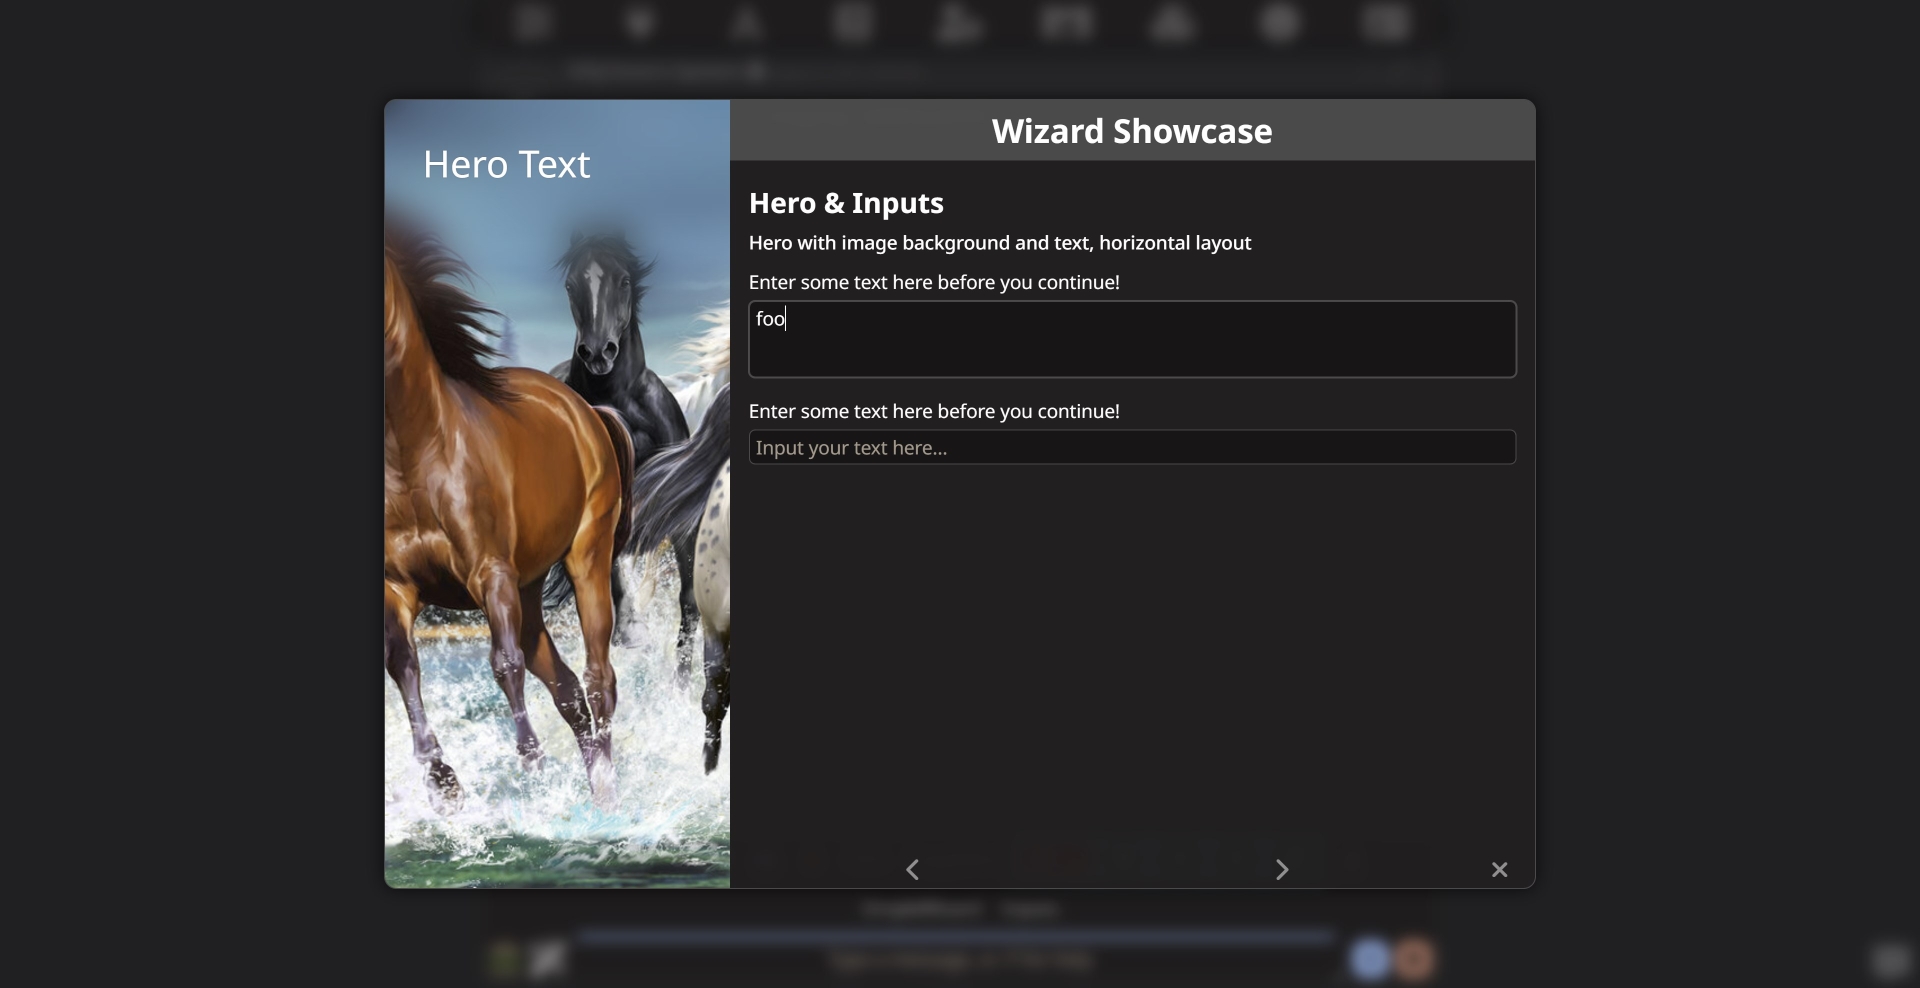 Hero Text
Wizard Showcase
Hero & Inputs
Hero with image background and text, horizontal layout
Enter some text here before you continue!
foo
Enter some text here before you continue!
Input your text here...